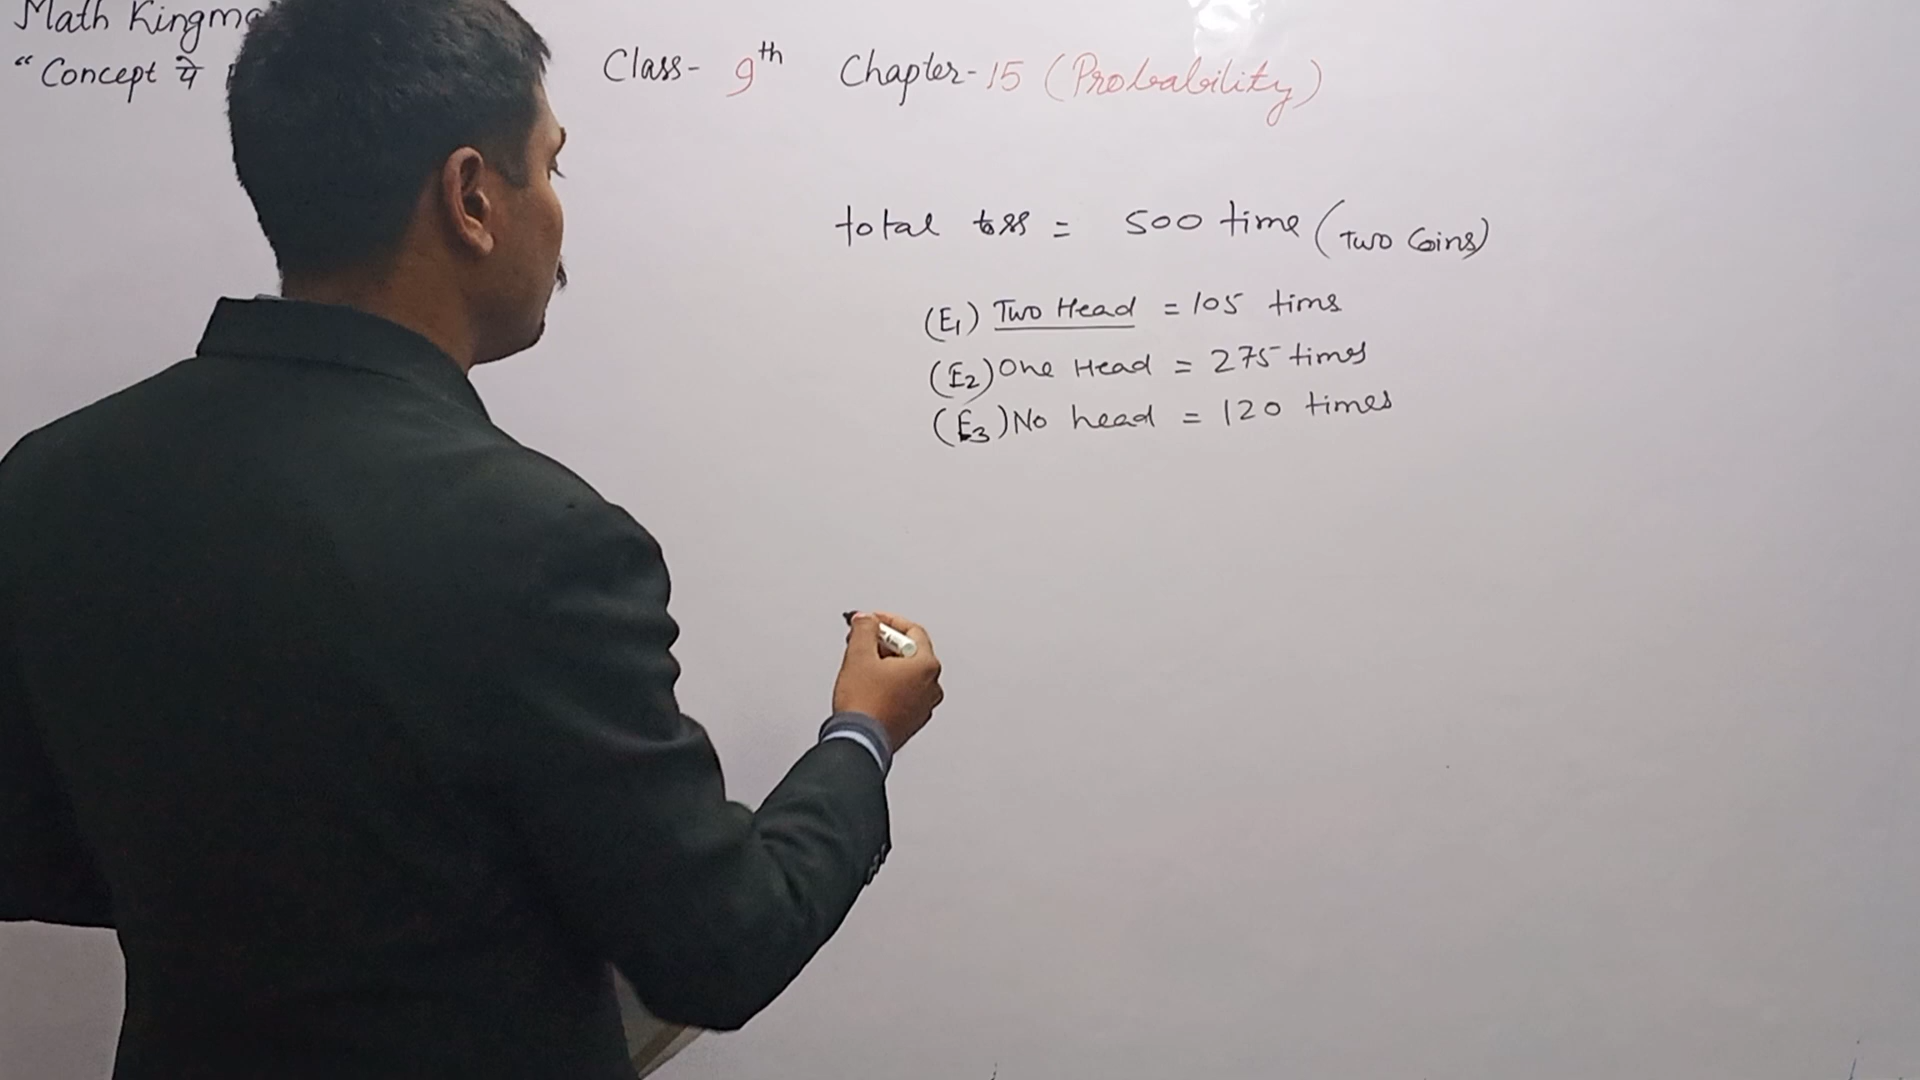 Math
“Concept पे
Class- 9th Chapter-15 (Probability)
total toss = 500 time (Two Coins)
(E1) Two Head = 105 tims
(E2) One Head = 275 times
(E3) No head = 120 times